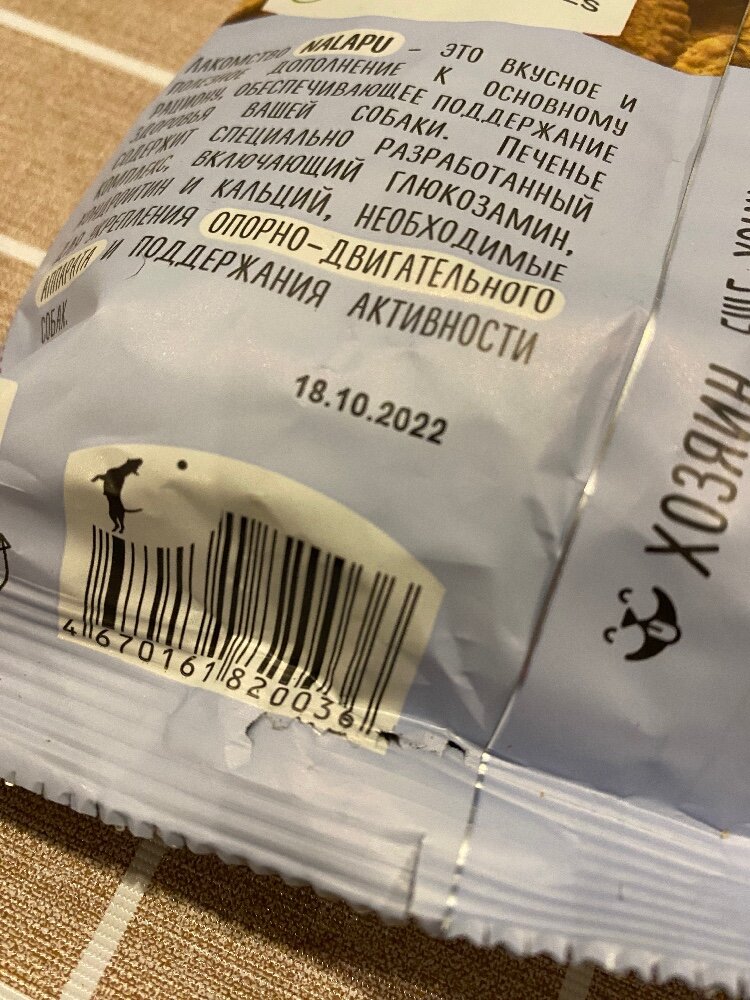 ES
ЛАКОМСТВО NALAPU – ЭТО ВКУСНОЕ И
ПОЛЕЗНОЕ ДОПОЛНЕНИЕ К ОСНОВНОМУ
РАЦИОНУ, ОБЕСПЕЧИВАЮЩЕЕ ПОДДЕРЖАНИЕ
ЗДОРОВЬЯ ВАШЕЙ СОБАКИ. ПЕЧЕНЬЕ
СОДЕРЖИТ СПЕЦИАЛЬНО РАЗРАБОТАННЫЙ
КОМПЛЕКС, ВКЛЮЧАЮЩИЙ ГЛЮКОЗАМИН,
ХОНДРОИТИН И КАЛЬЦИЙ, НЕОБХОДИМЫЕ
ДЛЯ УКРЕПЛЕНИЯ ОПОРНО-ДВИГАТЕЛЬНОГО
АППАРАТА И ПОДДЕРЖАНИЯ АКТИВНОСТИ
СОБАК.
18.10.2022
4 670161 820036
ХОЗЯИН ЕЩЕ